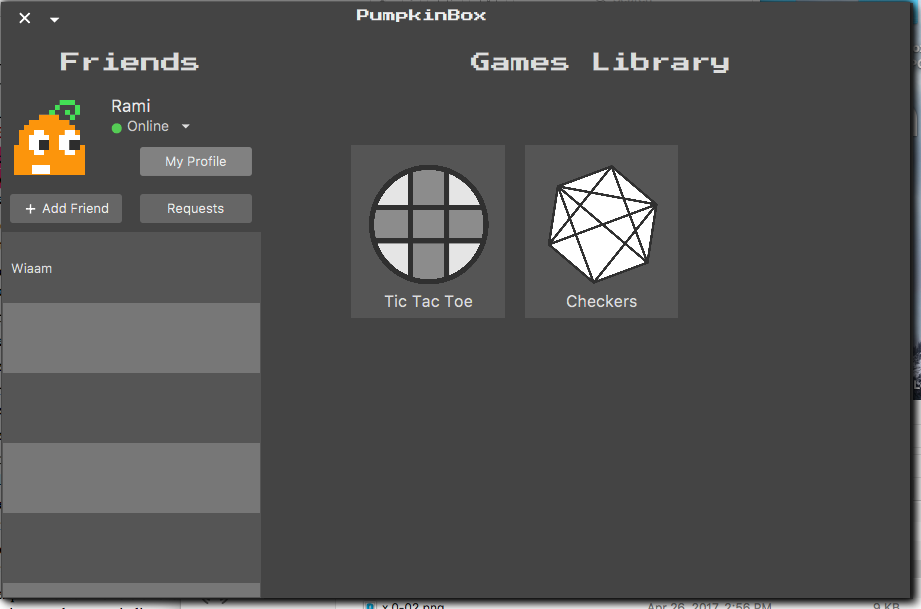 PumpkinBox
Friends
Games Library
Rami
Online
My Profile
+ Add Friend
Requests
Wiaam
Tic Tac Toe
Checkers
x 0-02.png
Apr 26, 2017, 2:56 PM
9 KB